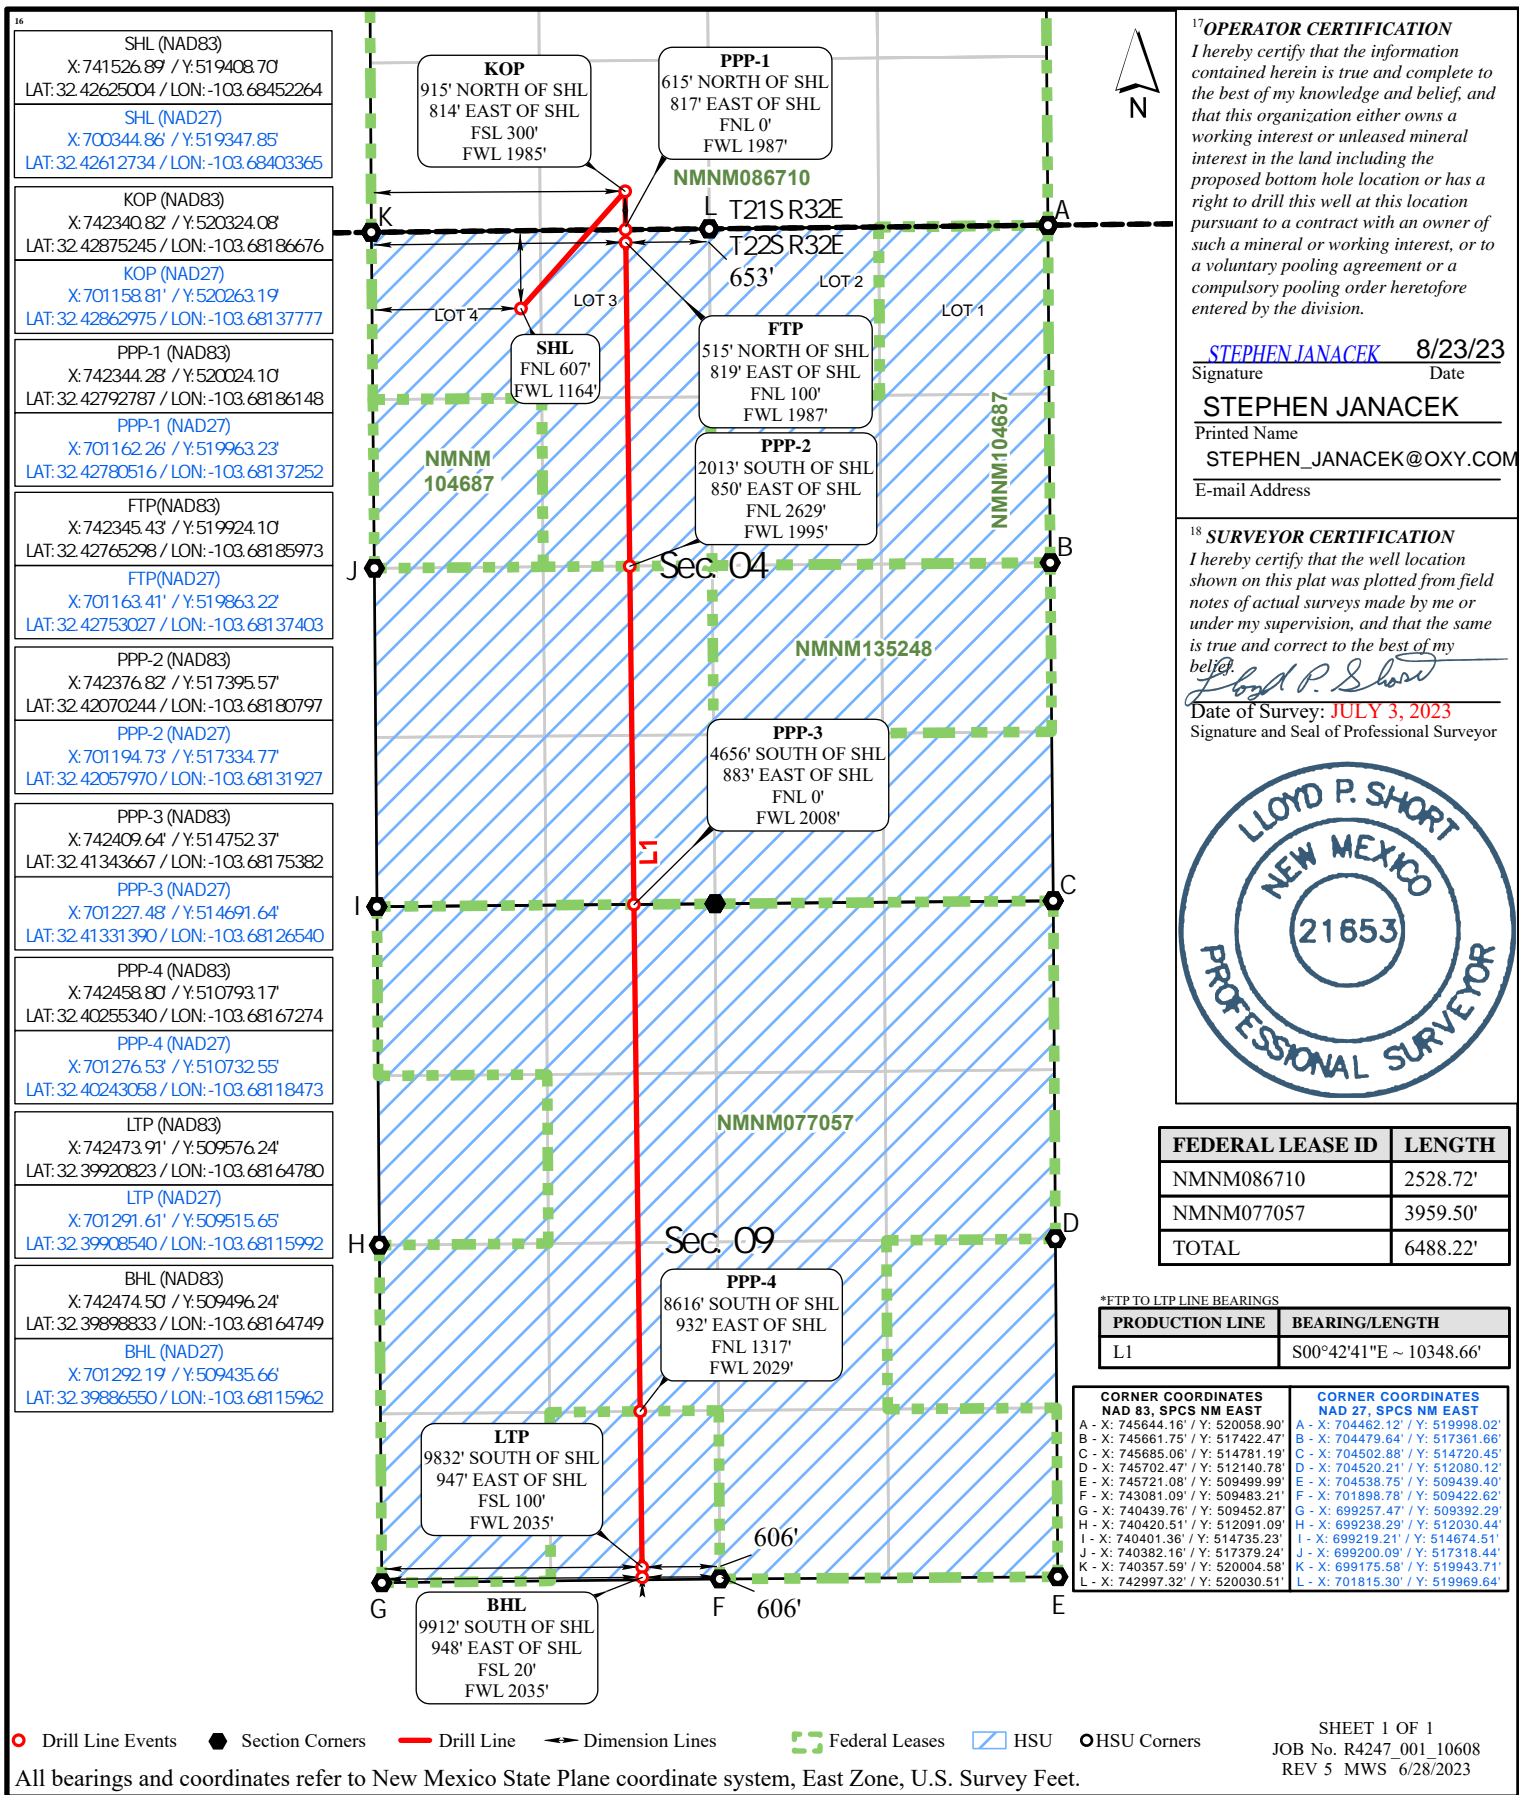 16
SHL (NAD83)
X: 741526.89' / Y: 519408.70'
LAT: 32.42625004 / LON: -103.68452264
SHL (NAD27)
X: 700344.86' / Y: 519347.85'
LAT: 32.42612734 / LON: -103.68403365
KOP (NAD83)
X: 742340.82' / Y: 520324.08'
LAT: 32.42875245 / LON: -103.68186676
KOP (NAD27)
X: 701158.81' / Y: 520263.19'
LAT: 32.42862975 / LON: -103.68137777
PPP-1 (NAD83)
X: 742344.28' / Y: 520024.10'
LAT: 32.42792787 / LON: -103.68186148
PPP-1 (NAD27)
X: 701162.26' / Y: 519963.23'
LAT: 32.42780516 / LON: -103.68137252
FTP(NAD83)
X: 742345.43' / Y: 519924.10'
LAT: 32.42765298 / LON: -103.68185973
FTP(NAD27)
X: 701163.41' / Y: 519863.22'
LAT: 32.42753027 / LON: -103.68137403
PPP-2 (NAD83)
X: 742376.82' / Y: 517395.57'
LAT: 32.42070244 / LON: -103.68180797
PPP-2 (NAD27)
X: 701194.73' / Y: 517334.77'
LAT: 32.42057970 / LON: -103.68131927
PPP-3 (NAD83)
X: 742409.64' / Y: 514752.37'
LAT: 32.41343667 / LON: -103.68175382
PPP-3 (NAD27)
X: 701227.48' / Y: 514691.64'
LAT: 32.41331390 / LON: -103.68126540
PPP-4 (NAD83)
X: 742458.80' / Y: 510793.17'
LAT: 32.40255340 / LON: -103.68167274
PPP-4 (NAD27)
X: 701276.53' / Y: 510732.55'
LAT: 32.40243058 / LON: -103.68118473
LTP (NAD83)
X: 742473.91' / Y: 509576.24'
LAT: 32.39920823 / LON: -103.68164780
LTP (NAD27)
X: 701291.61' / Y: 509515.65'
LAT: 32.39908540 / LON: -103.68115992
BHL (NAD83)
X: 742474.50' / Y: 509496.24'
LAT: 32.39898833 / LON: -103.68164749
BHL (NAD27)
X: 701292.19' / Y: 509435.66'
LAT: 32.39886550 / LON: -103.68115962
KOP
915' NORTH OF SHL
814' EAST OF SHL
FSL 300'
FWL 1985'
PPP-1
615' NORTH OF SHL
817' EAST OF SHL
FNL 0'
FWL 1987'
N
NMNM086710
K
L
T21S R32E
A
T22S R32E
653'
LOT 4
LOT 3
LOT 2
LOT 1
SHL
FNL 607'
FWL 1164'
FTP
515' NORTH OF SHL
819' EAST OF SHL
FNL 100'
FWL 1987'
NMNM
104687
NMNM104687
PPP-2
2013' SOUTH OF SHL
850' EAST OF SHL
FNL 2629'
FWL 1995'
J
Sec. 04
B
NMNM135248
PPP-3
4656' SOUTH OF SHL
883' EAST OF SHL
FNL 0'
FWL 2008'
L1
I
C
NMNM077057
H
Sec. 09
D
PPP-4
8616' SOUTH OF SHL
932' EAST OF SHL
FNL 1317'
FWL 2029'
LTP
9832' SOUTH OF SHL
947' EAST OF SHL
FSL 100'
FWL 2035'
606'
G
F
606'
E
BHL
9912' SOUTH OF SHL
948' EAST OF SHL
FSL 20'
FWL 2035'
17 OPERATOR CERTIFICATION
I hereby certify that the information
contained herein is true and complete to
the best of my knowledge and belief, and
that this organization either owns a
working interest or unleased mineral
interest in the land including the
proposed bottom hole location or has a
right to drill this well at this location
pursuant to a contract with an owner of
such a mineral or working interest, or to
a voluntary pooling agreement or a
compulsory pooling order heretofore
entered by the division.
STEPHEN JANACEK 8/23/23
Signature Date
STEPHEN JANACEK
Printed Name
STEPHEN_JANACEK@OXY.COM
E-mail Address
18 SURVEYOR CERTIFICATION
I hereby certify that the well location
shown on this plat was plotted from field
notes of actual surveys made by me or
under my supervision, and that the same
is true and correct to the best of my
belief.
Lloyd P. Short
Date of Survey: JULY 3, 2023
Signature and Seal of Professional Surveyor
LLOYD P. SHORT
NEW MEXICO
21653
PROFESSIONAL SURVEYOR
FEDERAL LEASE ID LENGTH
NMNM086710 2528.72'
NMNM077057 3959.50'
TOTAL 6488.22'
*FTP TO LTP LINE BEARINGS
PRODUCTION LINE BEARING/LENGTH
L1 S00°42'41"E ~ 10348.66'
CORNER COORDINATES
NAD 83, SPCS NM EAST
A - X: 745644.16' / Y: 520058.90'
B - X: 745661.75' / Y: 517422.47'
C - X: 745685.06' / Y: 514781.19'
D - X: 745702.47' / Y: 512140.78'
E - X: 745721.08' / Y: 509499.99'
F - X: 743081.09' / Y: 509483.21'
G - X: 740439.76' / Y: 509452.87'
H - X: 740420.51' / Y: 512091.09'
I - X: 740401.36' / Y: 514735.23'
J - X: 740382.16' / Y: 517379.24'
K - X: 740357.59' / Y: 520004.58'
L - X: 742997.32' / Y: 520030.51'
CORNER COORDINATES
NAD 27, SPCS NM EAST
A - X: 704462.12' / Y: 519998.02'
B - X: 704479.64' / Y: 517361.66'
C - X: 704502.88' / Y: 514720.45'
D - X: 704520.21' / Y: 512080.12'
E - X: 704538.75' / Y: 509439.40'
F - X: 701898.78' / Y: 509422.62'
G - X: 699257.47' / Y: 509392.29'
H - X: 699238.29' / Y: 512030.44'
I - X: 699219.21' / Y: 514674.51'
J - X: 699200.09' / Y: 517318.44'
K - X: 699175.58' / Y: 519943.71'
L - X: 701815.30' / Y: 519969.64'
Drill Line Events Section Corners Drill Line Dimension Lines Federal Leases HSU HSU Corners
SHEET 1 OF 1
JOB No. R4247_001_10608
REV 5 MWS 6/28/2023
All bearings and coordinates refer to New Mexico State Plane coordinate system, East Zone, U.S. Survey Feet.